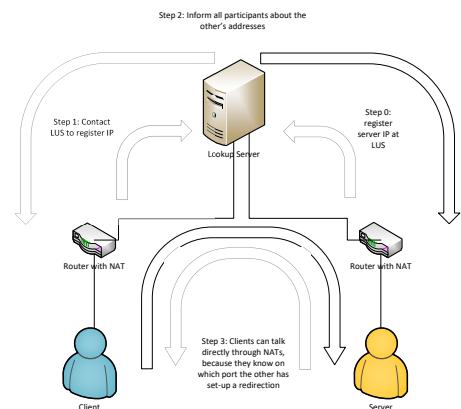 Step 2: Inform all participants about the
other's addresses
Step 1: Contact
LUS to register IP
Step 0:
register
server IP at
LUS
Lookup Server
Router with NAT
Router with NAT
Step 3: Clients can talk
directly through NATs,
because they know on
which port the other has
set-up a redirection
Client
Server